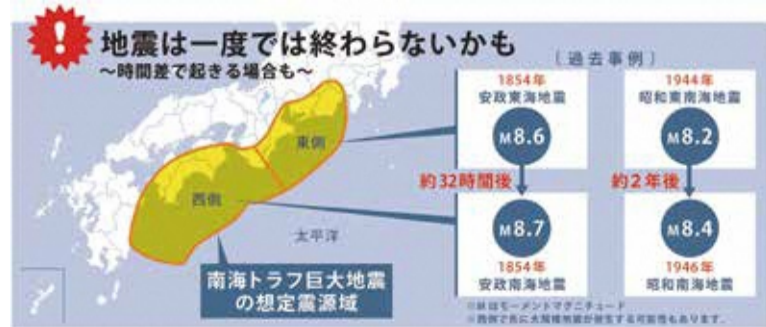 地震は一度では終わらないかも
～時間差で起きる場合も～
〔過去事例〕
1854年
安政東海地震
M8.6
約32時間後
M8.7
1854年
安政南海地震
1944年
昭和東南海地震
M8.2
約2年後
M8.4
1946年
昭和南海地震
東側
西側
太平洋
南海トラフ巨大地震
の想定震源域
※Mはモーメントマグニチュード
※西側で先に大規模地震が発生する可能性もあります。